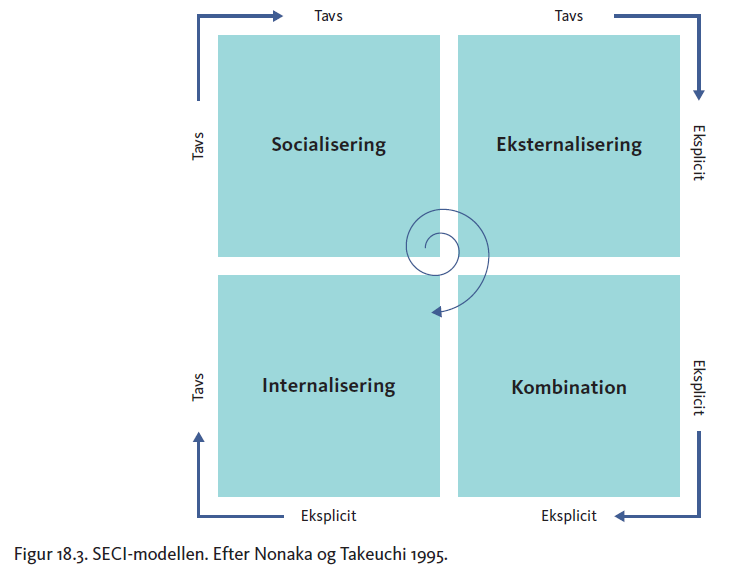 Tavs
Tavs
Tavs
Socialisering
Eksternalisering
Eksplicit
Tavs
Internalisering
Kombination
Eksplicit
Eksplicit
Eksplicit
Figur 18.3. SECI-modellen. Efter Nonaka og Takeuchi 1995.